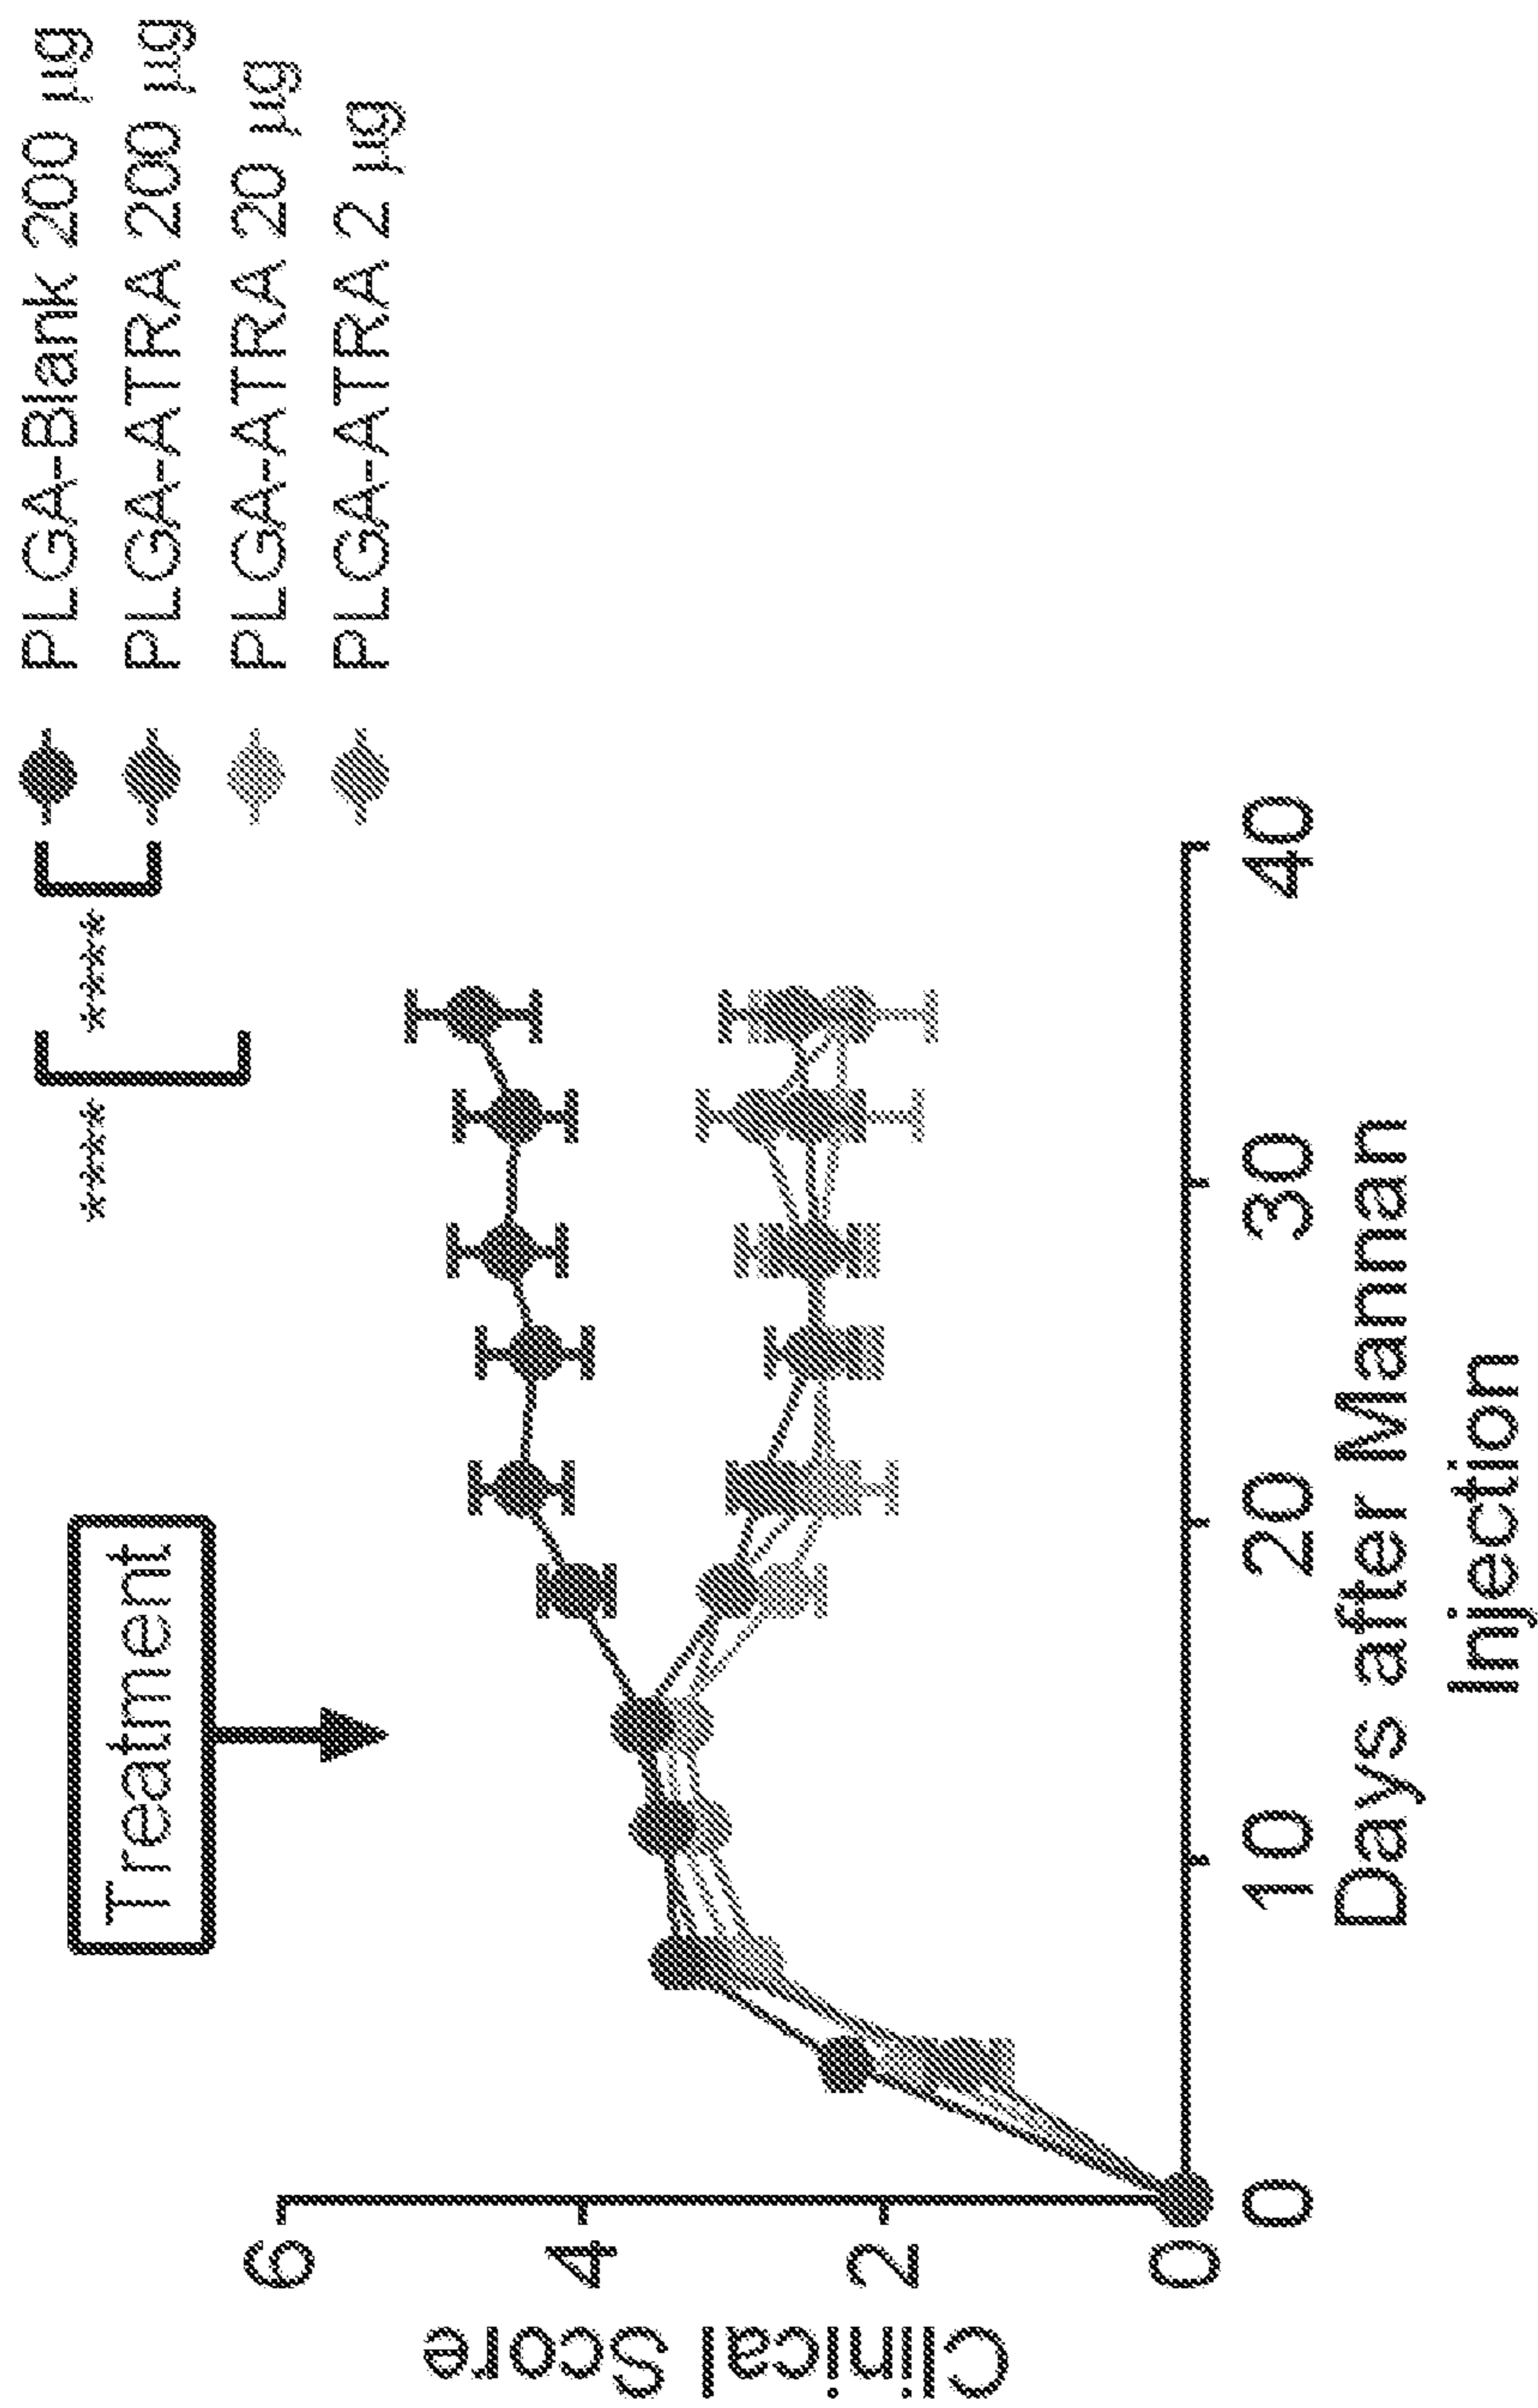 PLGA-Blank 200 µg
PLGA-ATRA 200 µg
PLGA-ATRA 20 µg
PLGA-ATRA 2 µg
****
****
Treatment
Clinical Score
6
4
2
0
0
10
20
30
40
Days after Mannan
Injection